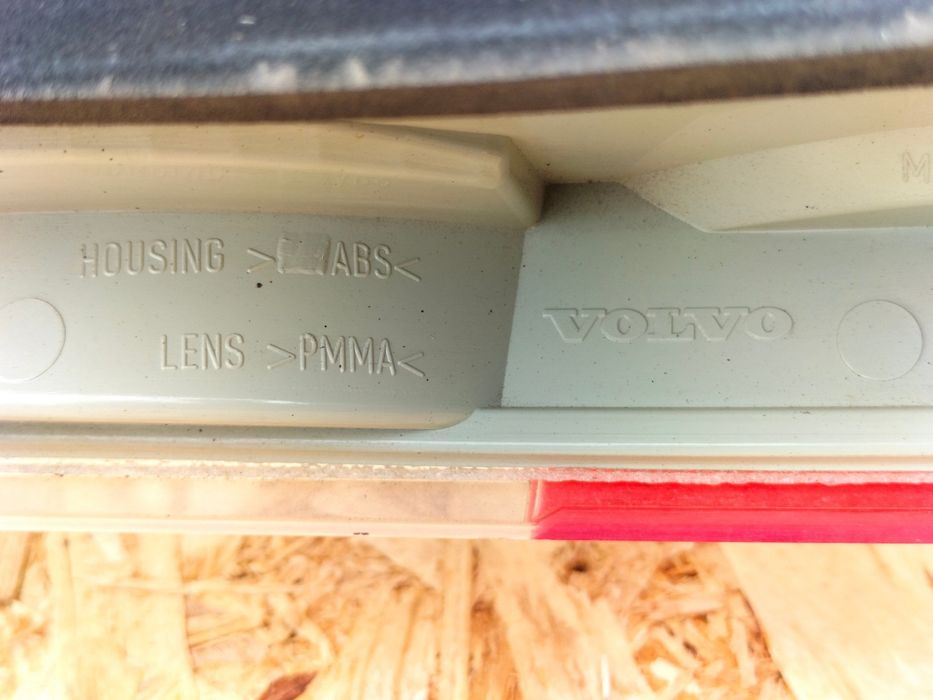 HOUSING >ABS<
LENS >PMMA<
VOLVO
M